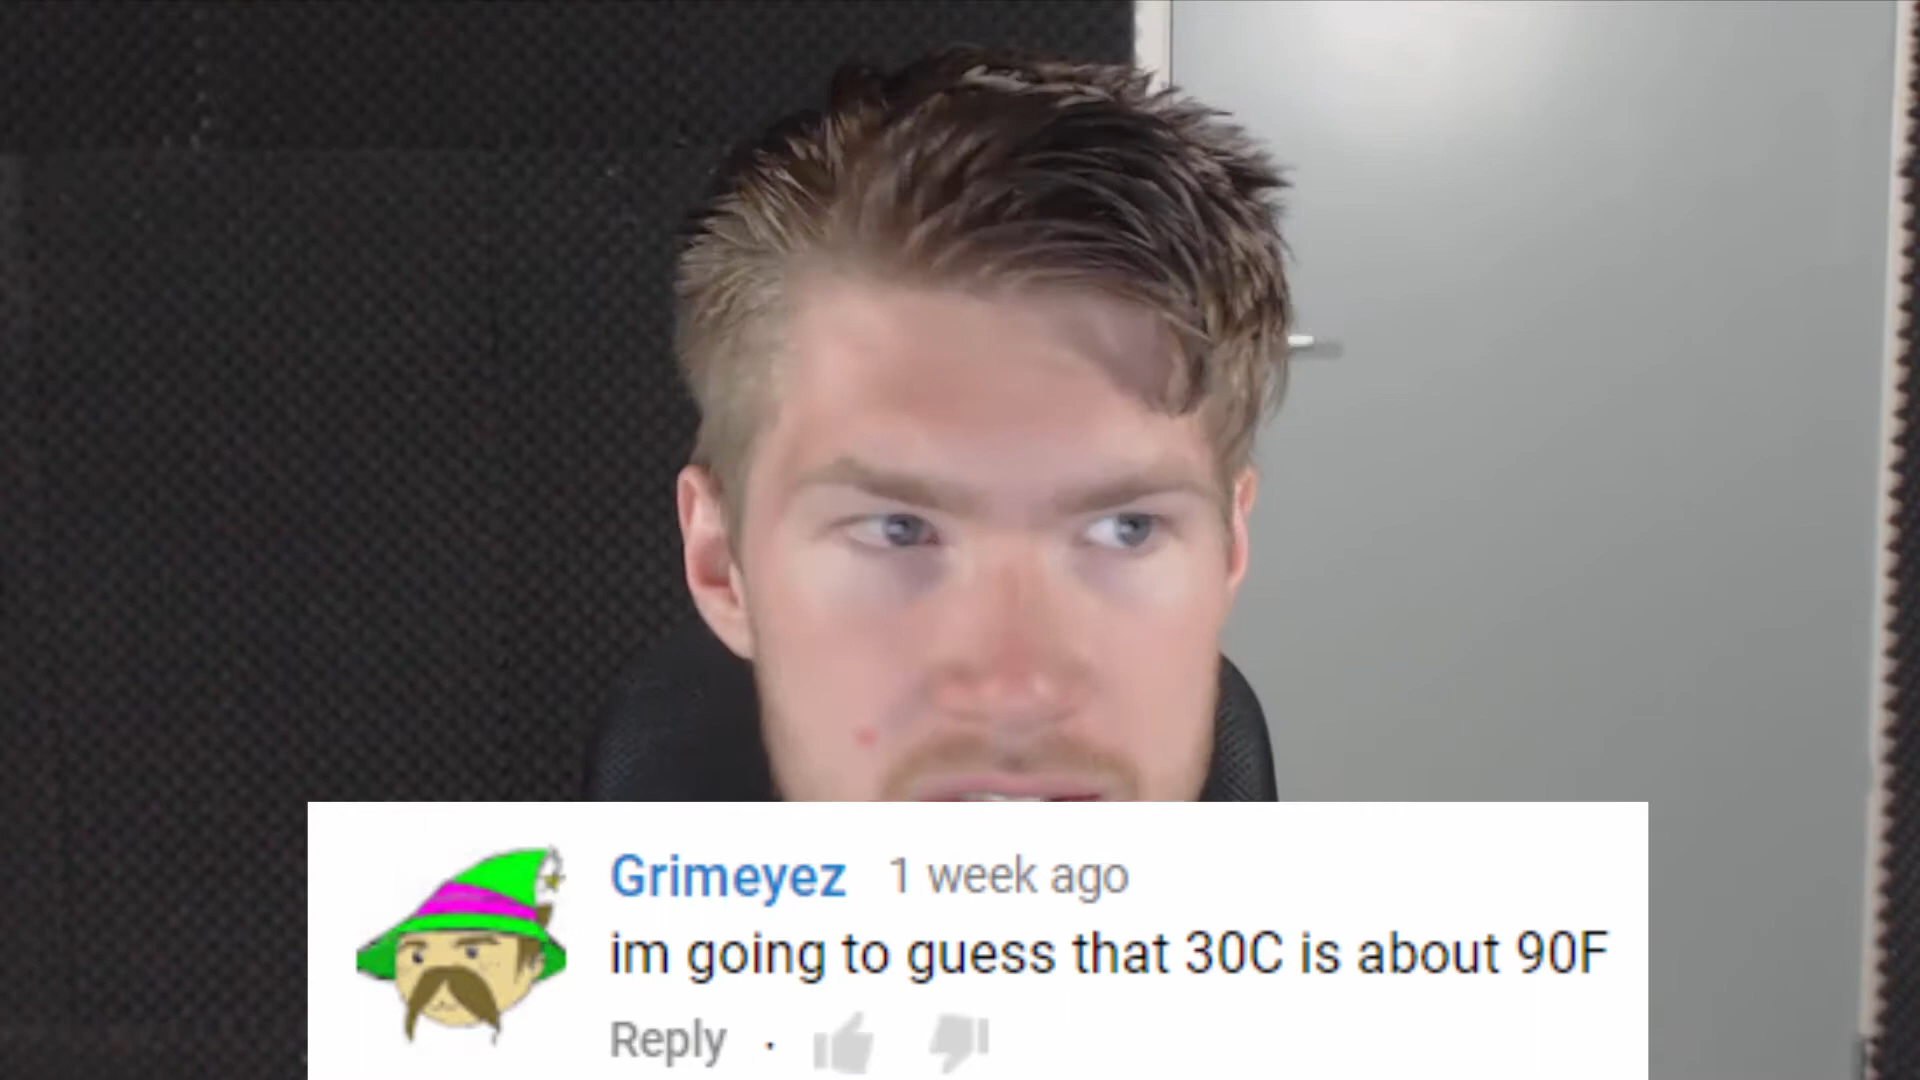 Grimeyez 1 week ago
im going to guess that 30C is about 90F
Reply ·